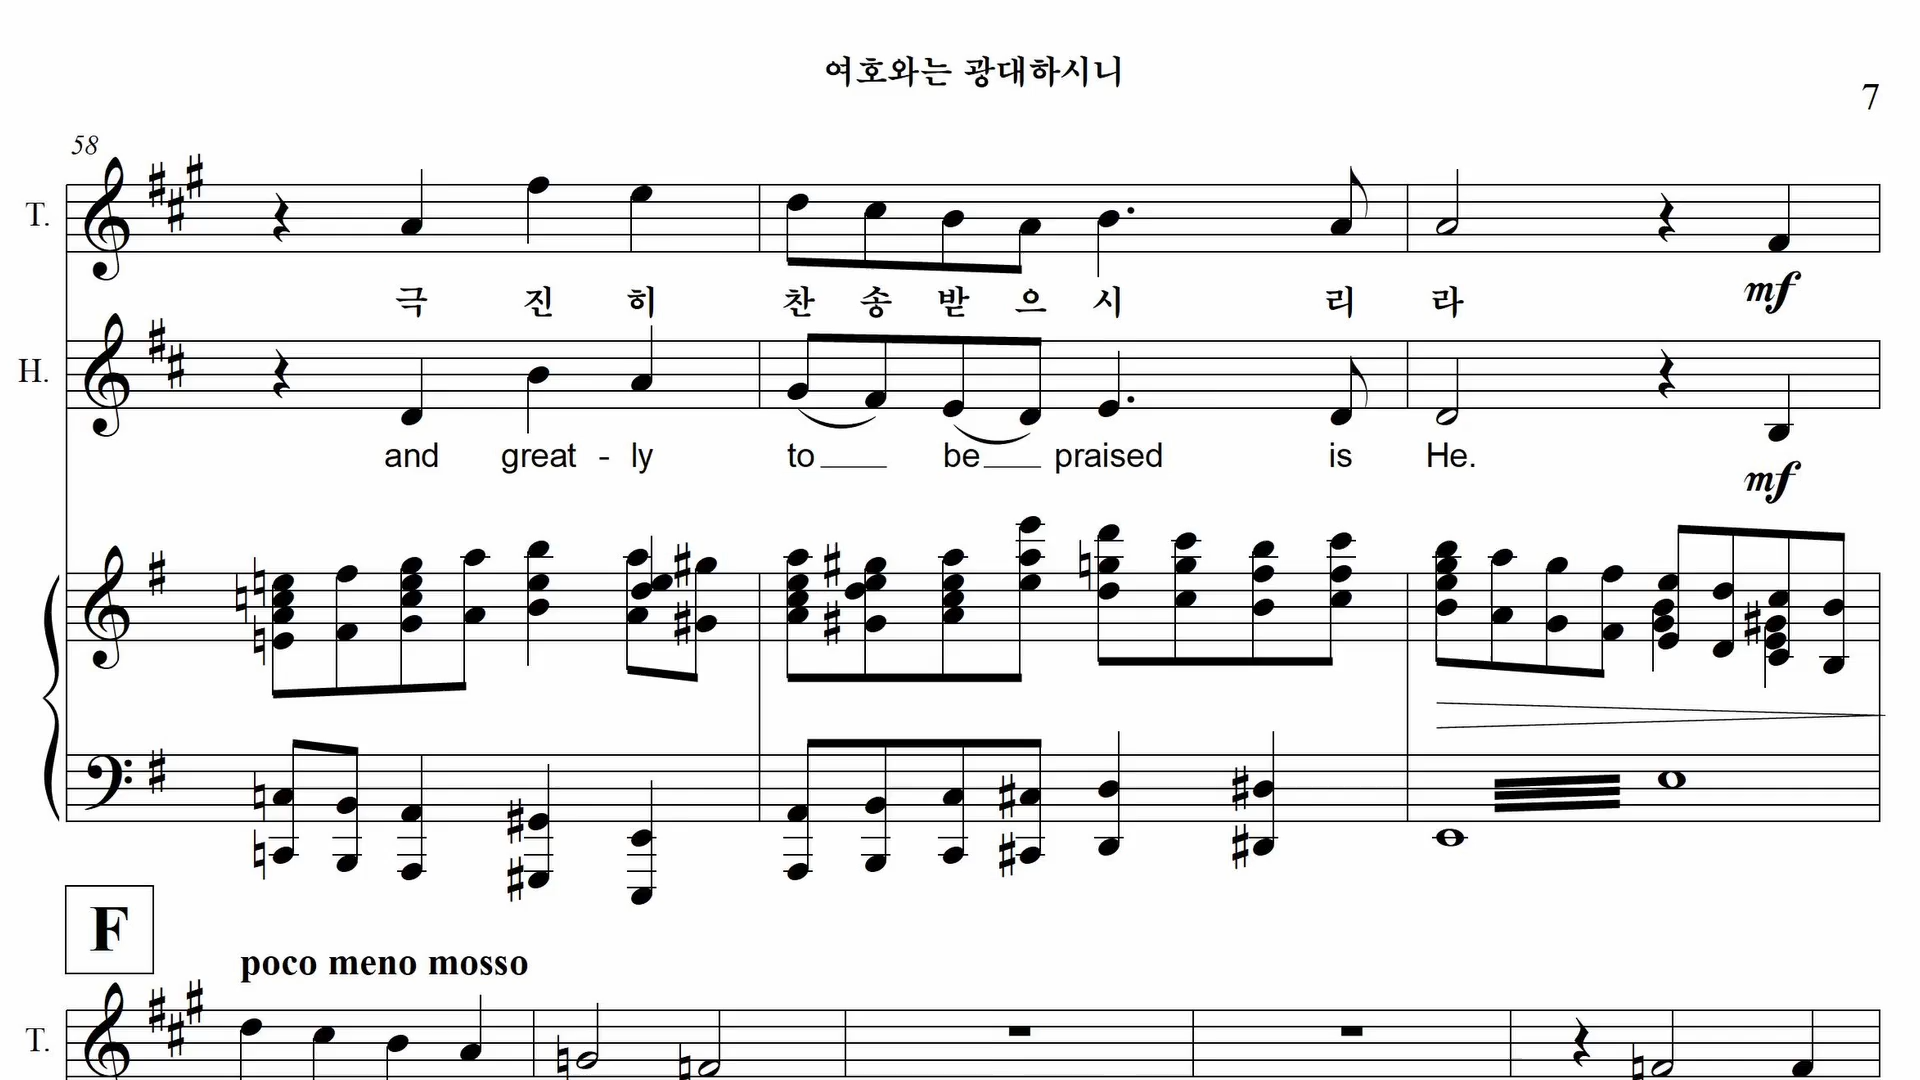 여호와는 광대하시니
7
58
T.
극 진 히 찬 송 받 으 시 리 라
mf
H.
and great - ly to be praised is He.
mf
F
poco meno mosso
T.